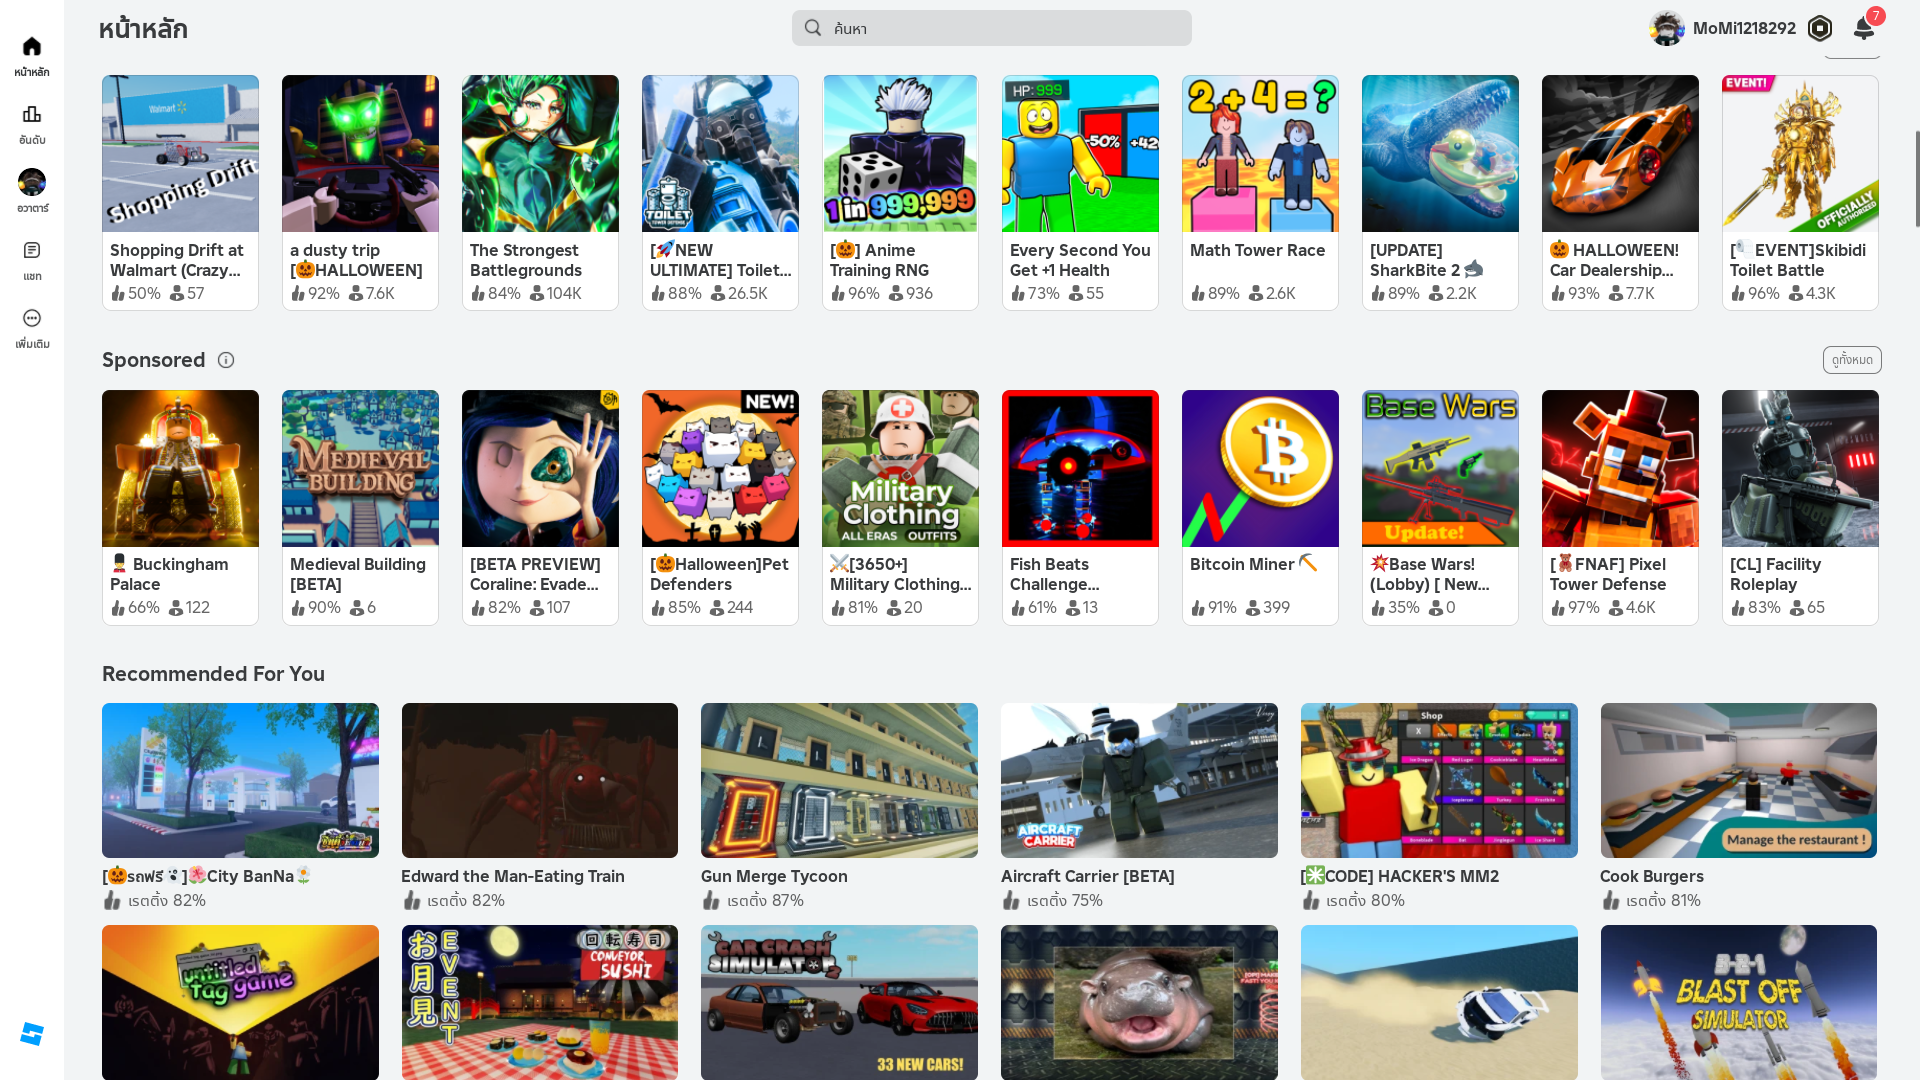 หน้าหลัก
ค้นหา
MoMi1218292
7
หน้าหลัก
อันดับ
อวาตาร์
แชท
เพิ่มเติม
Walmart
Shopping Drift
TOILET
TOWER DEFENSE
1 in 999,999
HP: 999
-50%
2 + 4 = ?
EVENT!
OFFICIALLY
AUTHORIZED
Shopping Drift at
Walmart (Crazy...
50% 57
a dusty trip
[🎃HALLOWEEN]
92% 7.6K
The Strongest
Battlegrounds
84% 104K
[🚀NEW
ULTIMATE] Toilet...
88% 26.5K
[🎃] Anime
Training RNG
96% 936
Every Second You
Get +1 Health
73% 55
Math Tower Race
89% 2.6K
[UPDATE]
SharkBite 2 🦈
89% 2.2K
🎃 HALLOWEEN!
Car Dealership...
93% 7.7K
[🧻EVENT]Skibidi
Toilet Battle
96% 4.3K
Sponsored
ดูทั้งหมด
MEDIEVAL
BUILDING
NEW!
Military
Clothing
ALL ERAS OUTFITS
Base Wars
Update!
💂 Buckingham
Palace
66% 122
Medieval Building
[BETA]
90% 6
[BETA PREVIEW]
Coraline: Evade...
82% 107
[🎃Halloween]Pet
Defenders
85% 244
⚔️[3650+]
Military Clothing...
81% 20
Fish Beats
Challenge...
61% 13
Bitcoin Miner ⛏️
91% 399
💥Base Wars!
(Lobby) [ New...
35% 0
[🧸FNAF] Pixel
Tower Defense
97% 4.6K
[CL] Facility
Roleplay
83% 65
Recommended For You
AIRCRAFT
CARRIER
Shop
Manage the restaurant !
[🎃รถฟรี👻]🌺City BanNa🌼
เรตติ้ง 82%
Edward the Man-Eating Train
เรตติ้ง 82%
Gun Merge Tycoon
เรตติ้ง 87%
Aircraft Carrier [BETA]
เรตติ้ง 75%
[❇️CODE] HACKER'S MM2
เรตติ้ง 80%
Cook Burgers
เรตติ้ง 81%
untitled
tag game
お月見
EVENT
回転寿司
CONVEYOR
SUSHI
CAR CRASH
SIMULATOR
2
33 NEW CARS!
3-2-1
BLAST OFF
SIMULATOR